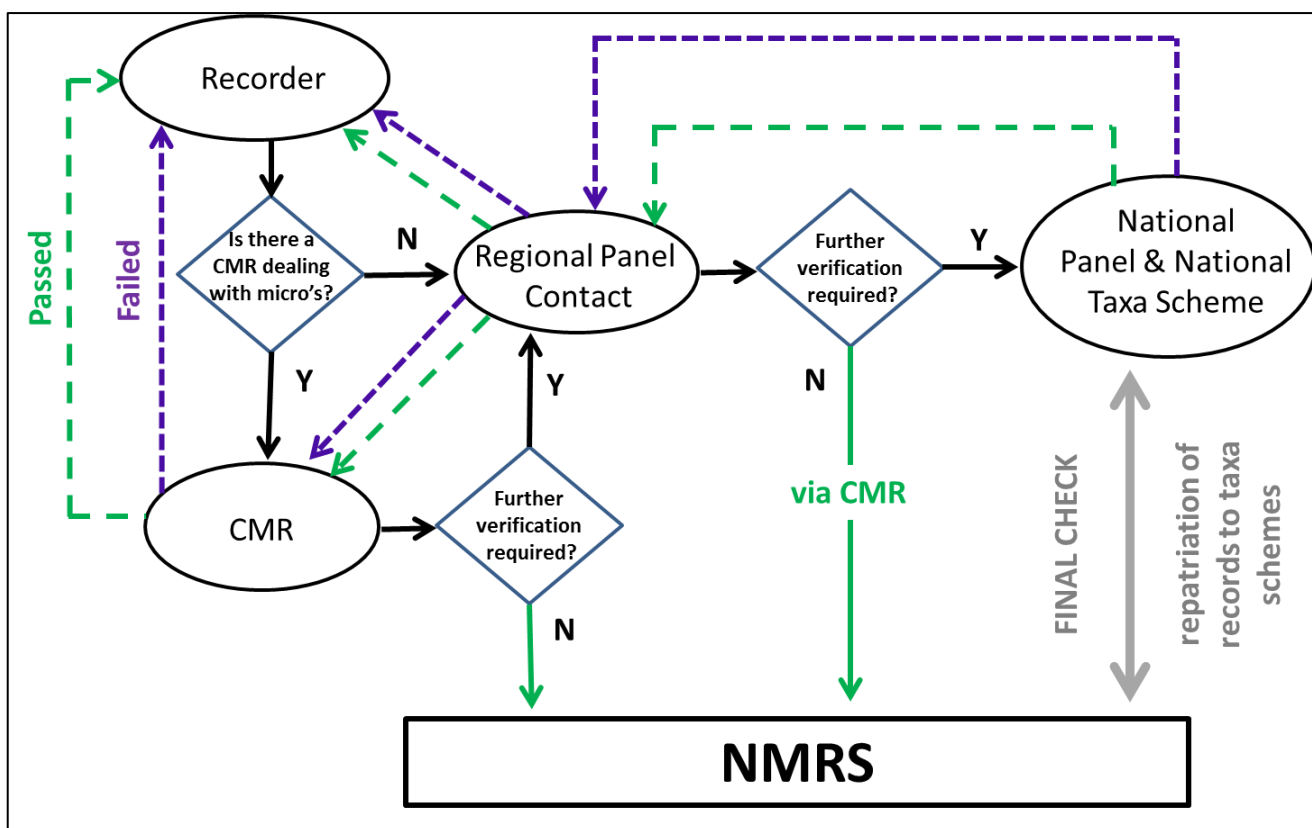 Recorder
Passed
Failed
Is there a
CMR dealing
with micro's?
N
Y
Regional Panel
Contact
Further
verification
required?
Y
N
National
Panel & National
Taxa Scheme
CMR
Further
verification
required?
Y
N
via CMR
FINAL CHECK
repatriation of
records to taxa
schemes
NMRS